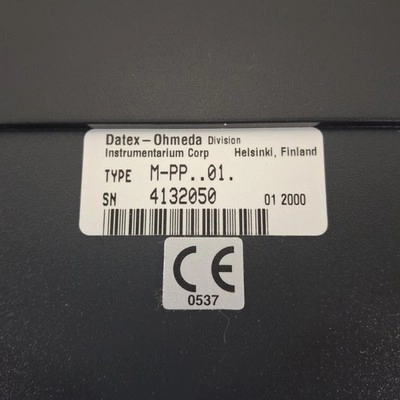 Datex-Ohmeda Division
Instrumentarium Corp Helsinki, Finland
TYPE M-PP..01.
SN 4132050 01 2000
CE
0537